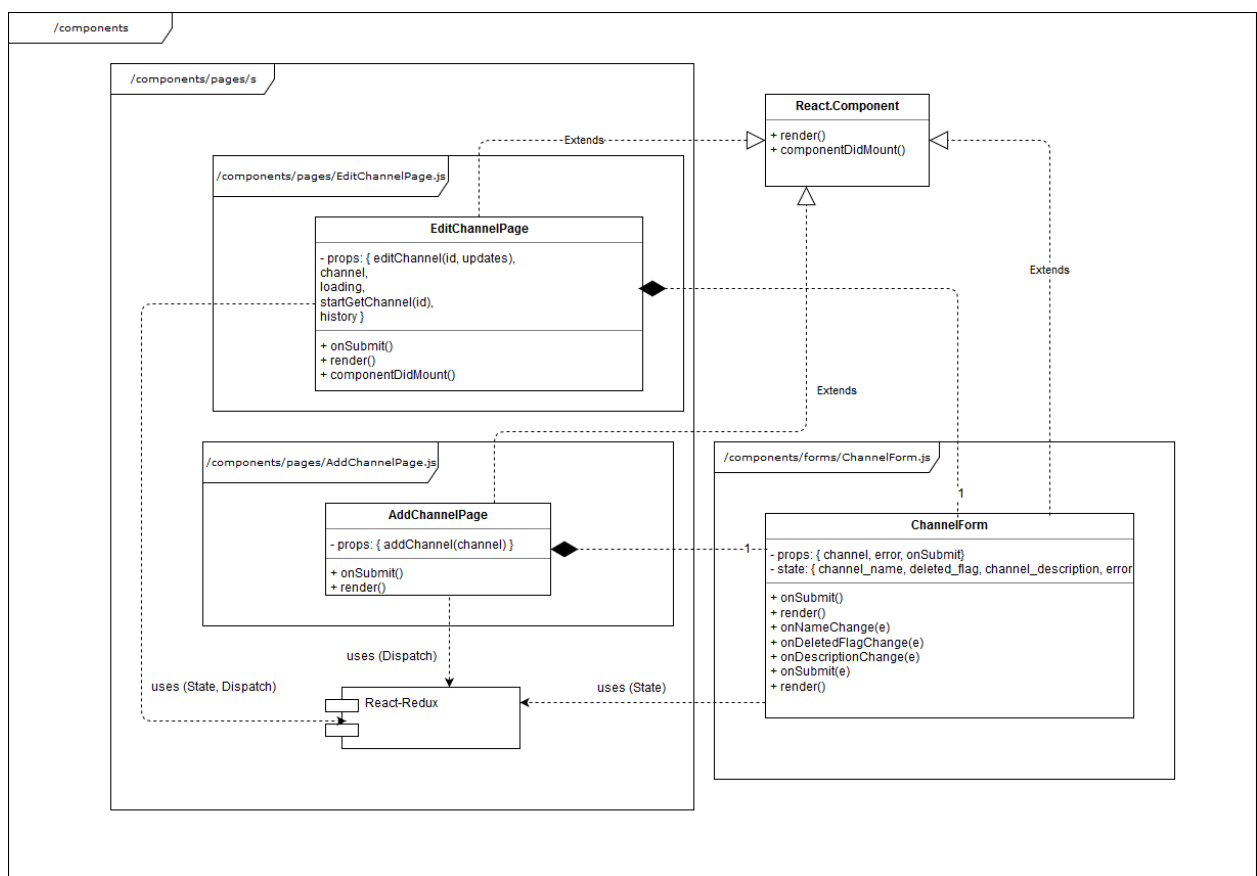 /components
/components/pages/s
React.Component
+ render()
+ componentDidMount()
Extends
/components/pages/EditChannelPage.js
EditChannelPage
- props: { editChannel(id, updates),
channel,
loading,
startGetChannel(id),
history }
+ onSubmit()
+ render()
+ componentDidMount()
Extends
Extends
/components/pages/AddChannelPage.js
AddChannelPage
- props: { addChannel(channel) }
+ onSubmit()
+ render()
/components/forms/ChannelForm.js
1
1
ChannelForm
- props: { channel, error, onSubmit}
- state: { channel_name, deleted_flag, channel_description, error
+ onSubmit()
+ render()
+ onNameChange(e)
+ onDeletedFlagChange(e)
+ onDescriptionChange(e)
+ onSubmit(e)
+ render()
uses (Dispatch)
uses (State, Dispatch)
uses (State)
React-Redux